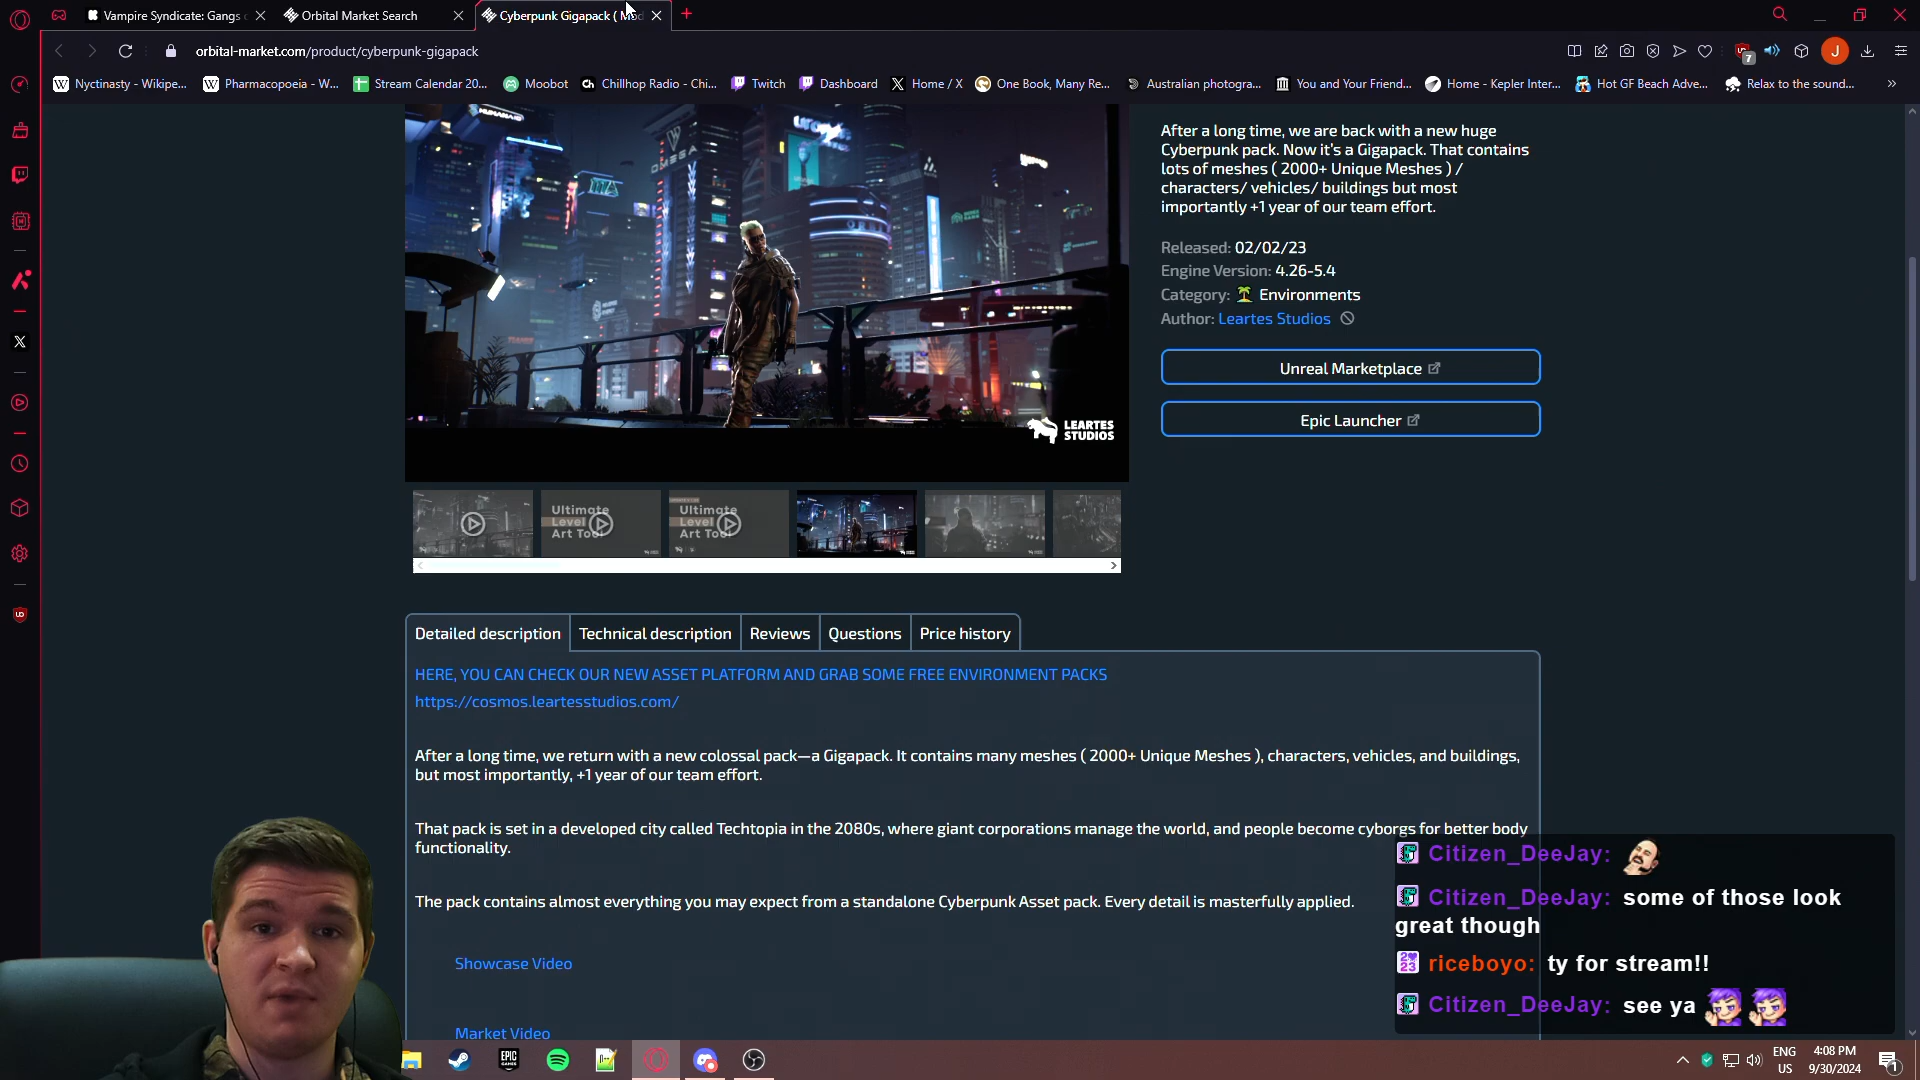 Vampire Syndicate: Gangs
Orbital Market Search
Cyberpunk Gigapack ( Mod
orbital-market.com/product/cyberpunk-gigapack
7
J
Nyctinasty - Wikipe...
Pharmacopoeia - W...
Stream Calendar 20...
Moobot
Chillhop Radio - Chi...
Twitch
Dashboard
Home / X
One Book, Many Re...
Australian photogra...
You and Your Friend...
Home - Kepler Inter...
Hot GF Beach Adve...
Relax to the sound...
OMEGA
LEARTES
STUDIOS
After a long time, we are back with a new huge
Cyberpunk pack. Now it's a Gigapack. That contains
lots of meshes ( 2000+ Unique Meshes ) /
characters/ vehicles/ buildings but most
importantly +1 year of our team effort.
Released: 02/02/23
Engine Version: 4.26-5.4
Category: Environments
Author: Leartes Studios
Unreal Marketplace
Epic Launcher
Ultimate
Level
Art Tool
Ultimate
Level
Art Tool
Detailed description
Technical description
Reviews
Questions
Price history
HERE, YOU CAN CHECK OUR NEW ASSET PLATFORM AND GRAB SOME FREE ENVIRONMENT PACKS
https://cosmos.leartesstudios.com/
After a long time, we return with a new colossal pack—a Gigapack. It contains many meshes ( 2000+ Unique Meshes ), characters, vehicles, and buildings,
but most importantly, +1 year of our team effort.
That pack is set in a developed city called Techtopia in the 2080s, where giant corporations manage the world, and people become cyborgs for better body
functionality.
The pack contains almost everything you may expect from a standalone Cyberpunk Asset pack. Every detail is masterfully applied.
Showcase Video
Market Video
Citizen_DeeJay:
Citizen_DeeJay: some of those look
great though
riceboyo: ty for stream!!
Citizen_DeeJay: see ya
ENG
US
4:08 PM
9/30/2024
1